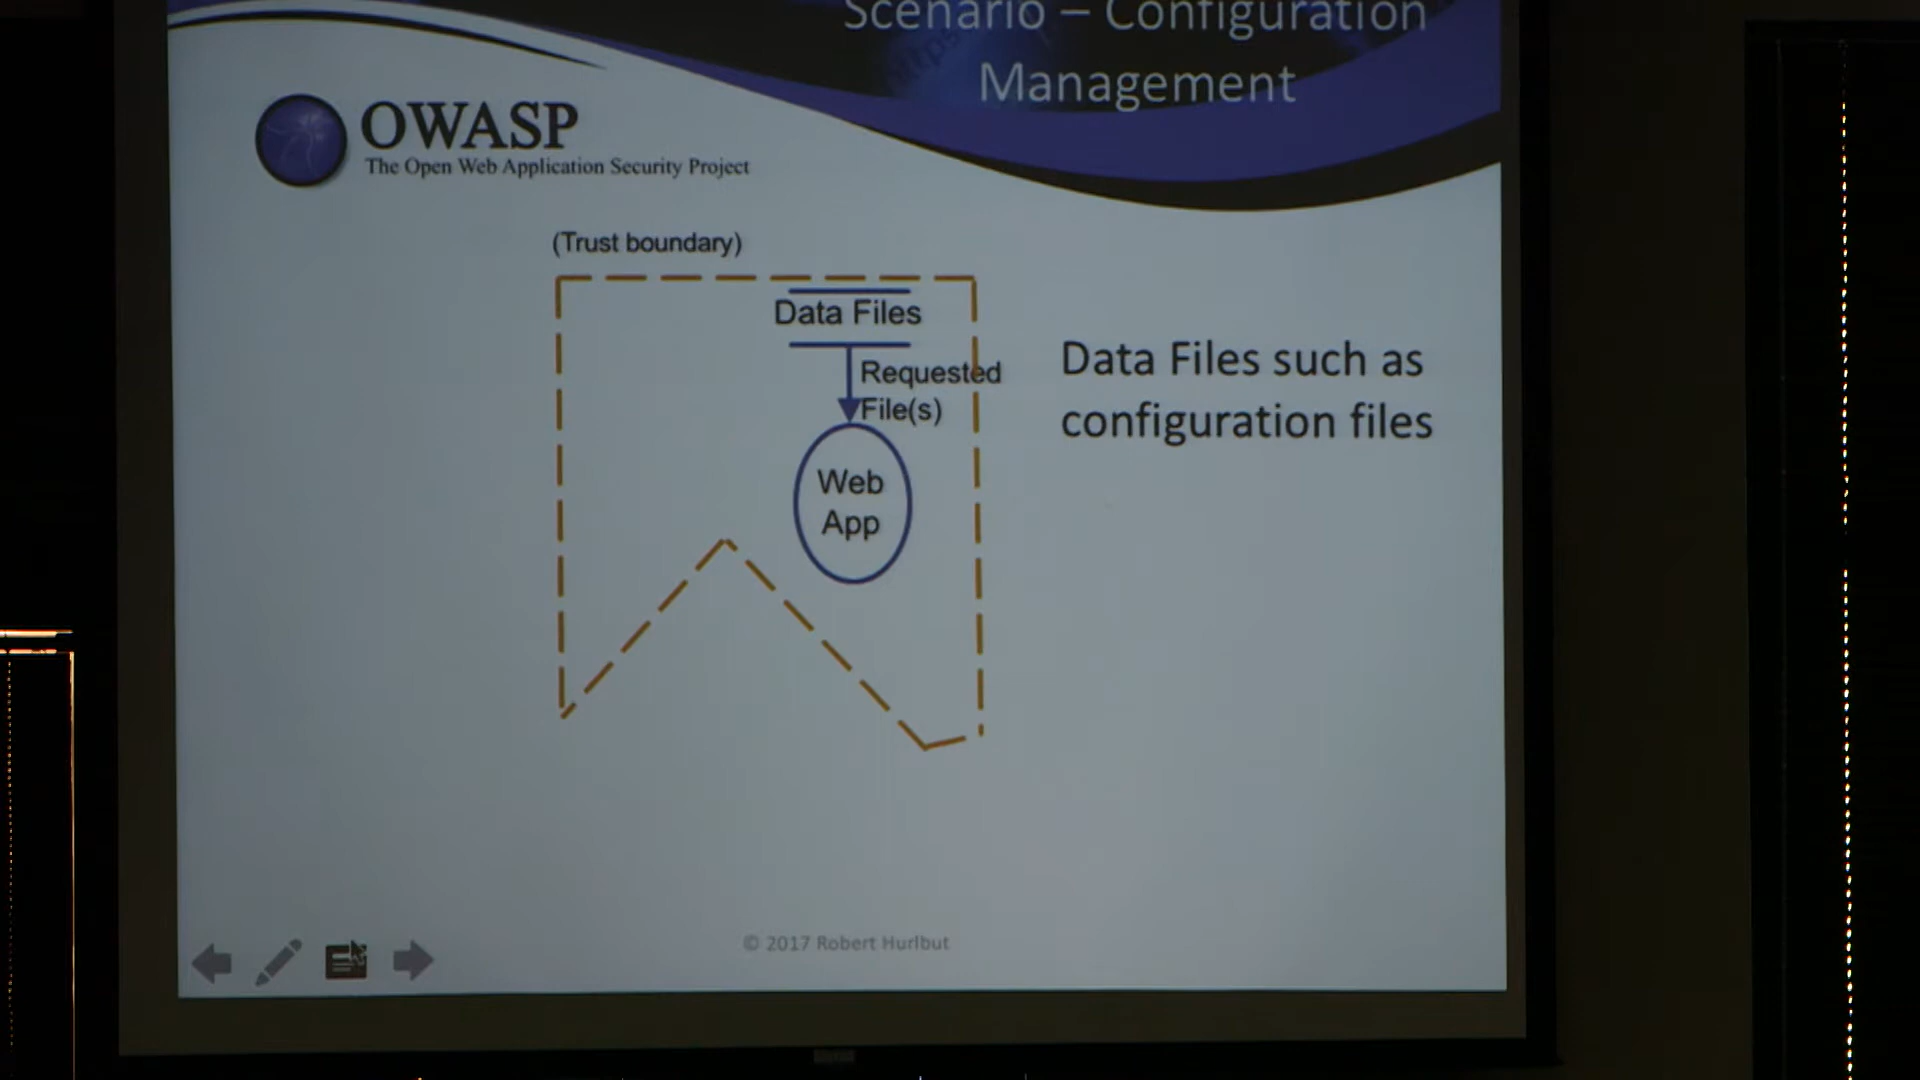 Scenario – Configuration
Management
OWASP
The Open Web Application Security Project
(Trust boundary)
Data Files
Requested
File(s)
Web
App
Data Files such as
configuration files
© 2017 Robert Hurlbut